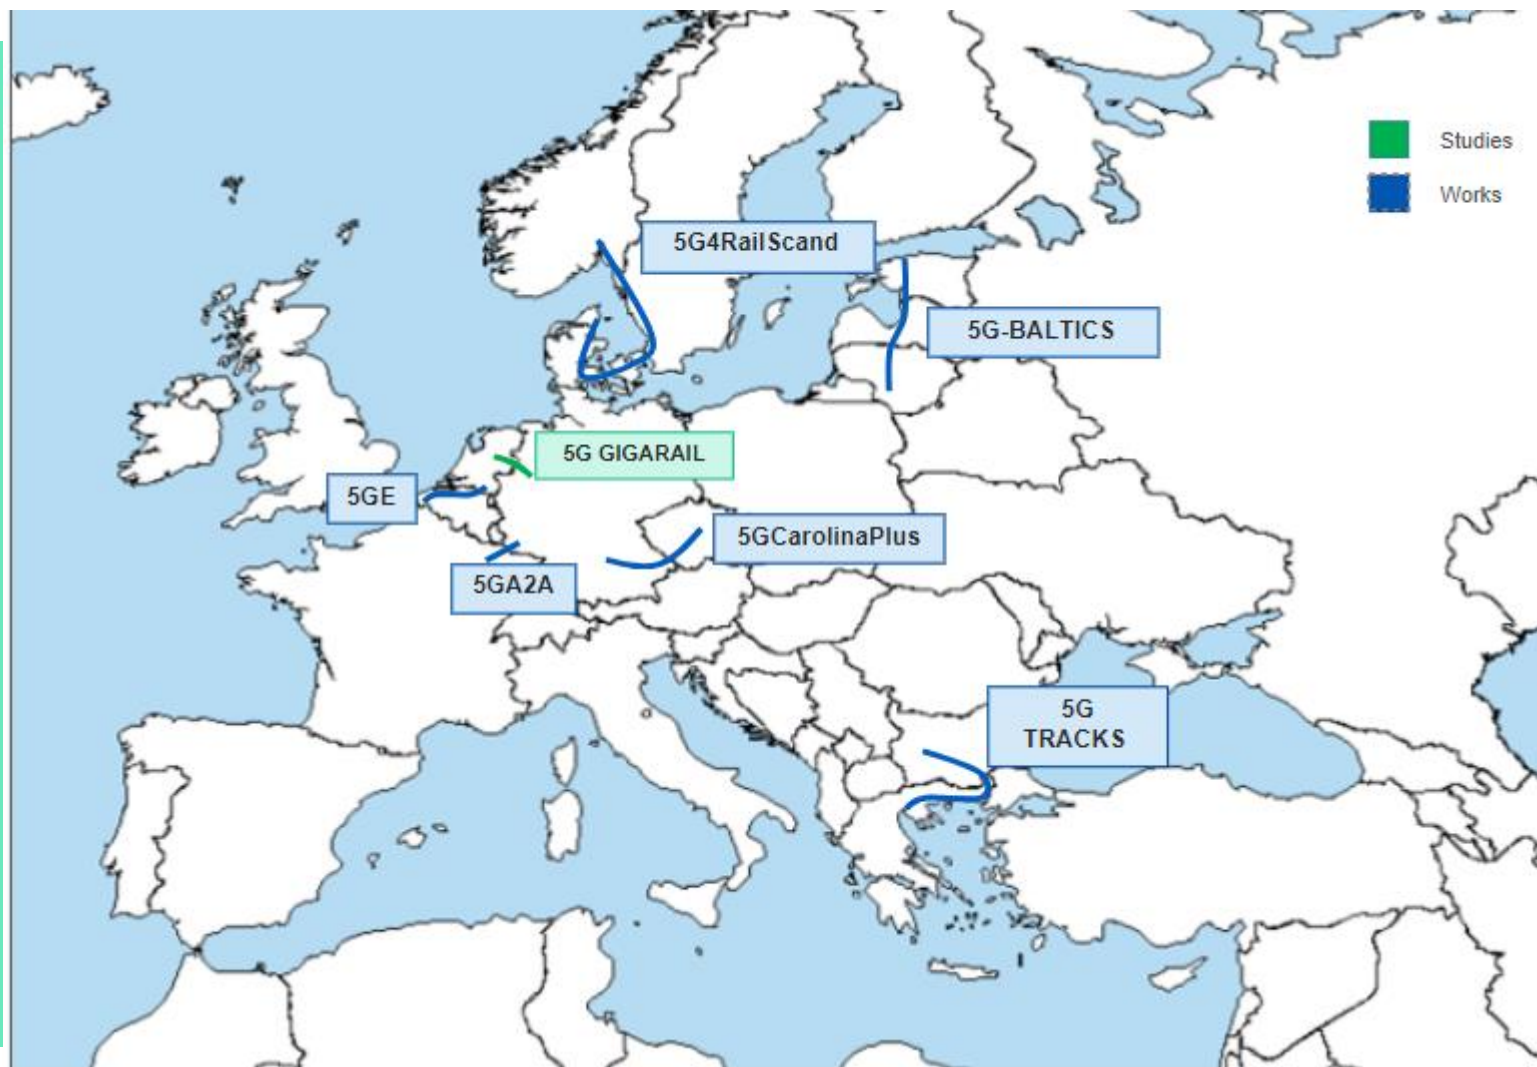 Studies
Works
5G4RailScand
5G-BALTICS
5G GIGARAIL
5GE
5GCarolinaPlus
5GA2A
5G
TRACKS